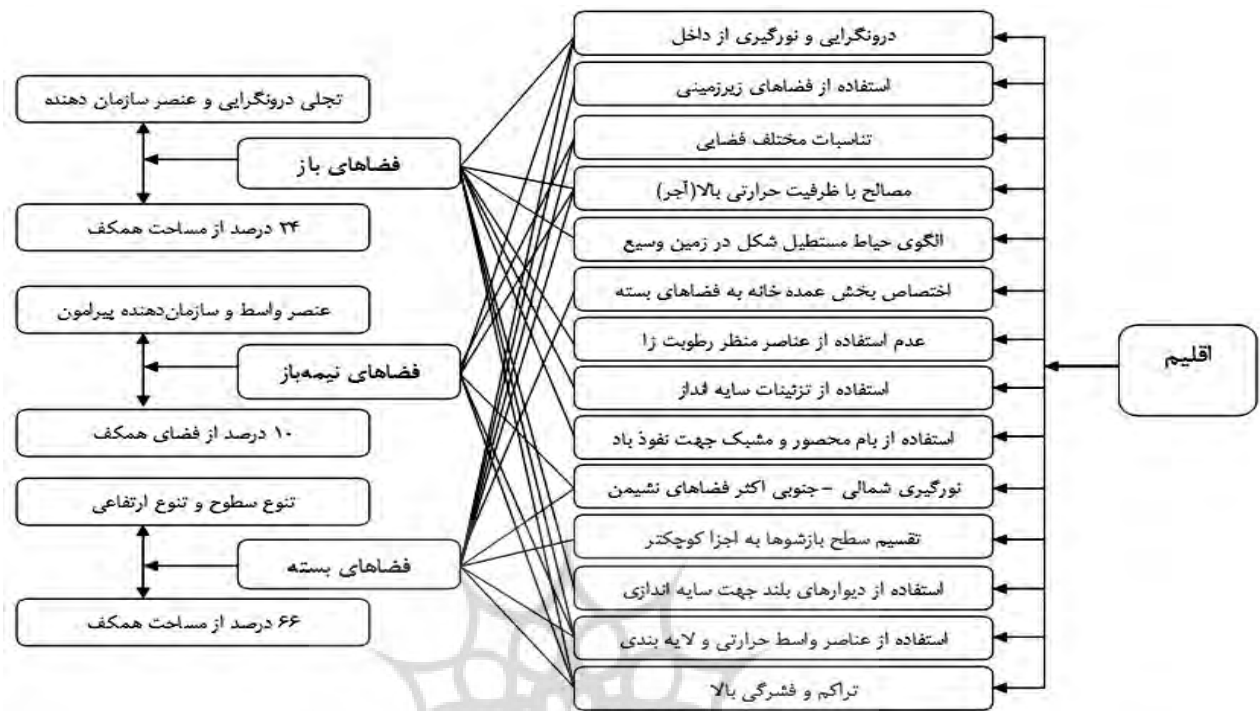 اقلیم
درونگرایی و نورگیری از داخل
استفاده از فضاهای زیرزمینی
تناسبات مختلف فضایی
مصالح با ظرفیت حرارتی بالا(آجر)
الگوی حیاط مستطیل شکل در زمین وسیع
اختصاص بخش عمده خانه به فضاهای بسته
عدم استفاده از عناصر منظر رطوبت زا
استفاده از تزئینات سایه انداز
استفاده از بام محصور و مشبک جهت نفوذ باد
نورگیری شمالی -جنوبی اکثر فضاهای نشیمن
تقسیم سطح بازشوها به اجزا کوچکتر
استفاده از دیوارهای بلند جهت سایه اندازی
استفاده از عناصر واسط حرارتی و لایه بندی
تراکم و فشرگی بالا
فضاهای باز
تجلی درونگرایی و عنصر سازمان دهنده
۲۴ درصد از مساحت همکف
فضاهای نیمه‌باز
عنصر واسط و سازمان‌دهنده پیرامون
۱۰ درصد از فضای همکف
فضاهای بسته
تنوع سطوح و تنوع ارتفاعی
۶۶ درصد از مساحت همکف